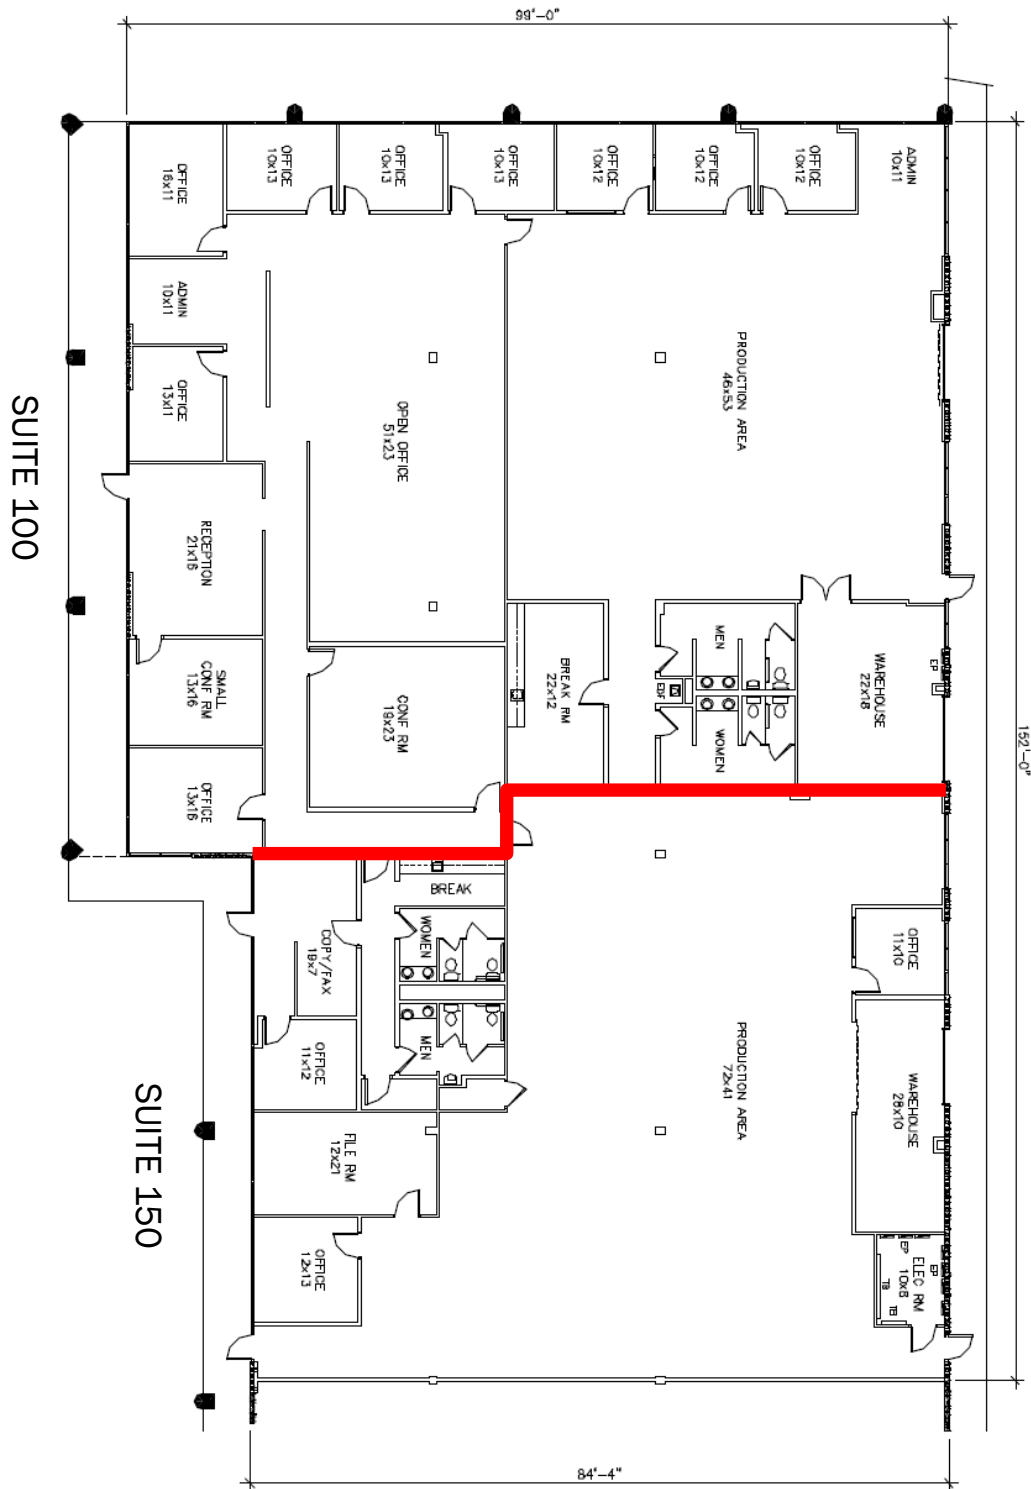 99'-0"
OFFICE
16x11
OFFICE
10x13
OFFICE
10x13
OFFICE
10x13
OFFICE
10x12
OFFICE
10x12
OFFICE
10x12
ADMIN
10x11
ADMIN
10x11
OFFICE
13x11
OPEN OFFICE
51x23
PRODUCTION AREA
46x53
SUITE 100
RECEPTION
21x16
SMALL
CONF RM
13x16
CONF RM
19x23
BREAK RM
22x12
MEN
EDF
WOMEN
WAREHOUSE
22x18
EP
152'-0"
OFFICE
13x16
BREAK
WOMEN
COPY/FAX
19x7
OFFICE
11x10
OFFICE
11x12
MEN
PRODUCTION AREA
72x41
WAREHOUSE
28x10
SUITE 150
FILE RM
12x21
OFFICE
12x13
EP
EP
ELEC RM
10x8
TB
TB
84'-4"